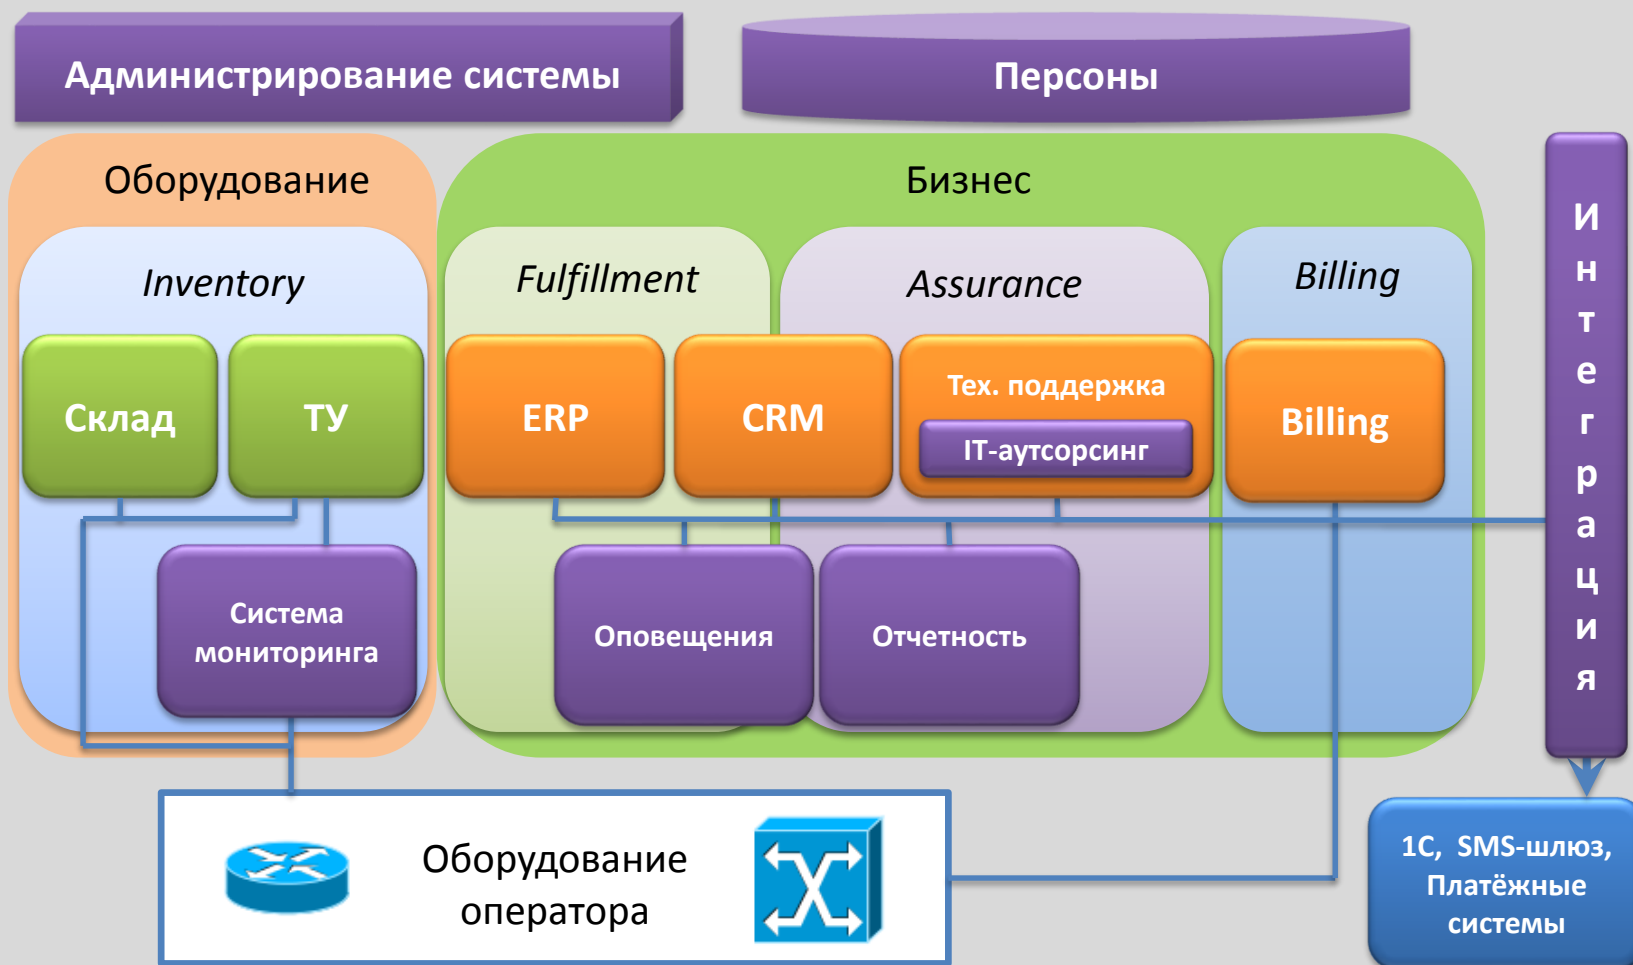 Администрирование системы
Персоны
Оборудование
Бизнес
Inventory
Fulfillment
Assurance
Billing
Склад
ТУ
ERP
CRM
Тех. поддержка
IT-аутсорсинг
Billing
Система
мониторинга
Оповещения
Отчетность
И
н
т
е
г
р
а
ц
и
я
Оборудование
оператора
1С, SMS-шлюз,
Платёжные
системы